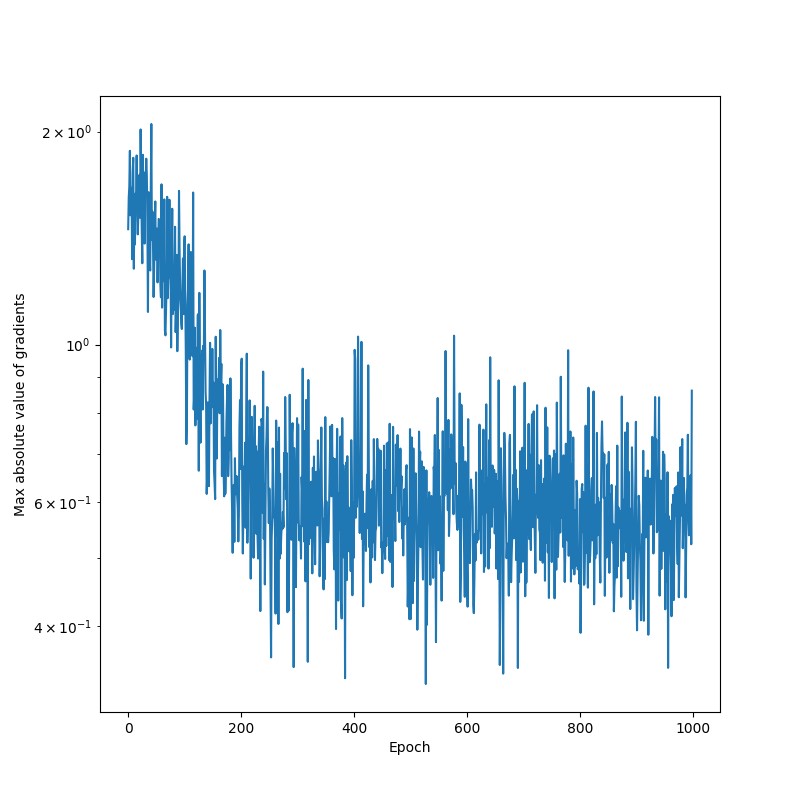 Max absolute value of gradients
2 × 10⁰
10⁰
6 × 10⁻¹
4 × 10⁻¹
0 200 400 600 800 1000
Epoch